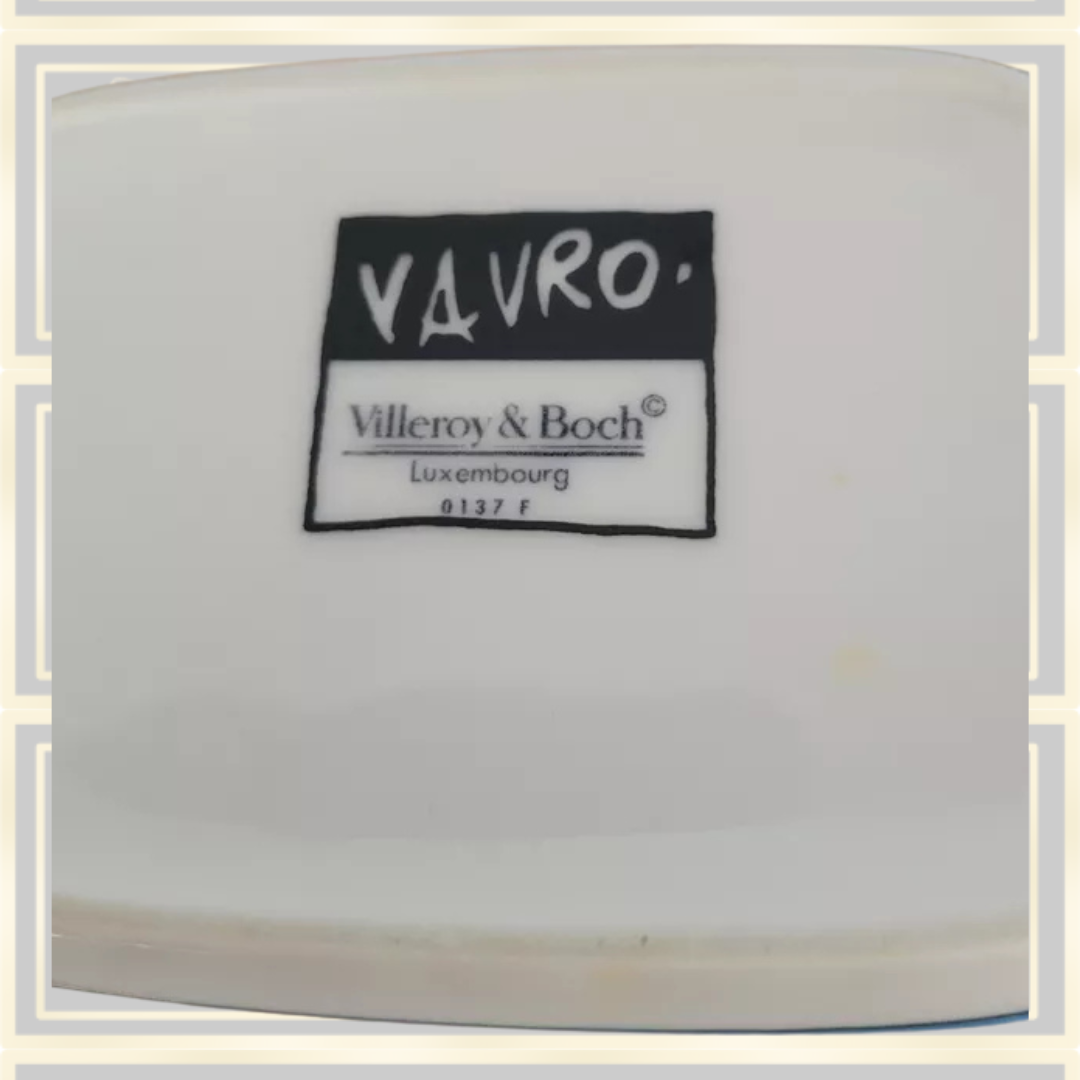 VAVRO.
Villeroy & Boch©
Luxembourg
0137 F